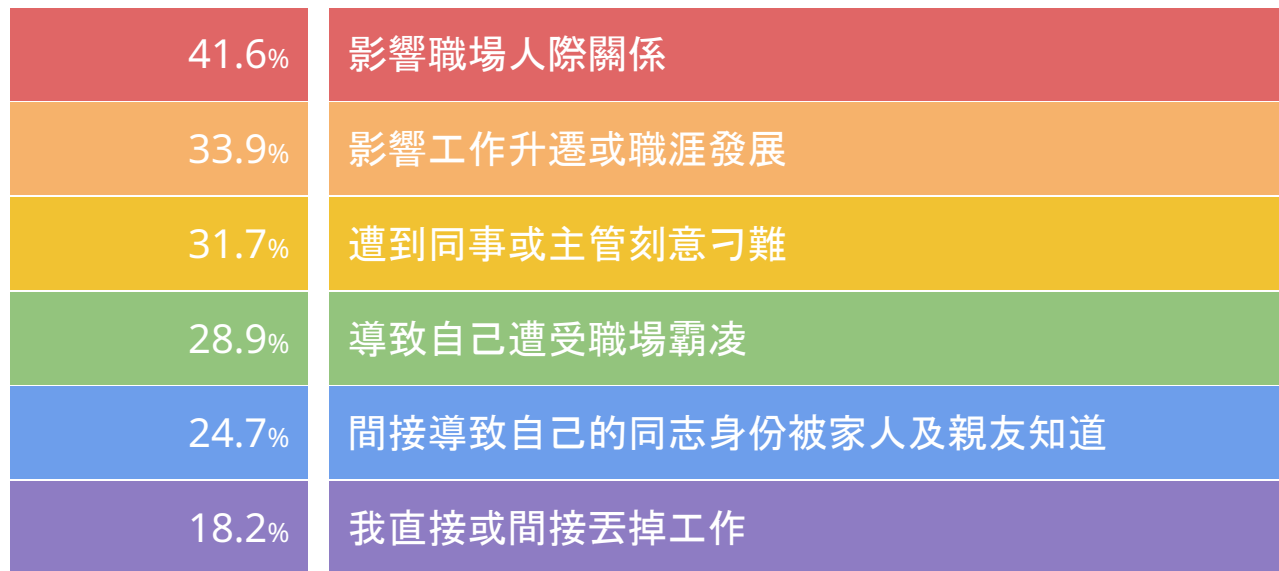 41.6% 影響職場人際關係
33.9% 影響工作升遷或職涯發展
31.7% 遭到同事或主管刻意刁難
28.9% 導致自己遭受職場霸凌
24.7% 間接導致自己的同志身份被家人及親友知道
18.2% 我直接或間接丟掉工作